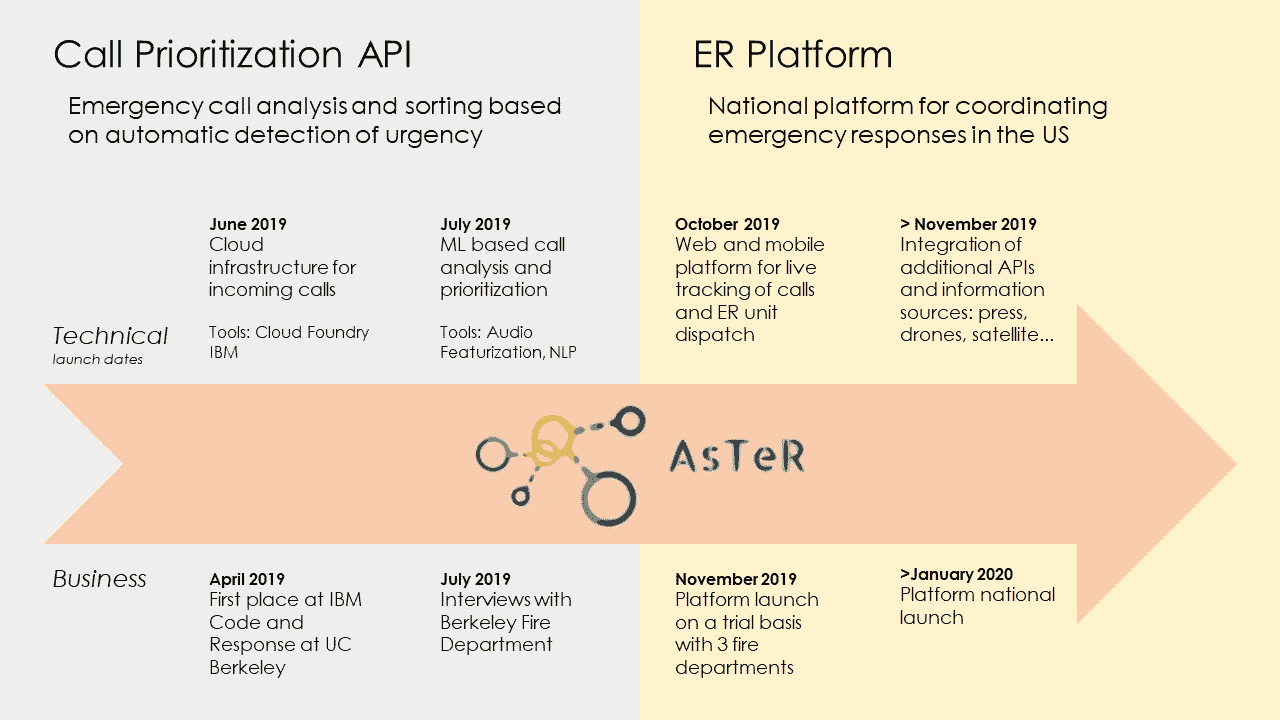 Call Prioritization API
Emergency call analysis and sorting based
on automatic detection of urgency
ER Platform
National platform for coordinating
emergency responses in the US
Technical
launch dates
June 2019
Cloud
infrastructure for
incoming calls
Tools: Cloud Foundry
IBM
July 2019
ML based call
analysis and
prioritization
Tools: Audio
Featurization, NLP
October 2019
Web and mobile
platform for live
tracking of calls
and ER unit
dispatch
> November 2019
Integration of
additional APIs
and information
sources: press,
drones, satellite...
AsTeR
Business
April 2019
First place at IBM
Code and
Response at UC
Berkeley
July 2019
Interviews with
Berkeley Fire
Department
November 2019
Platform launch
on a trial basis
with 3 fire
departments
>January 2020
Platform national
launch